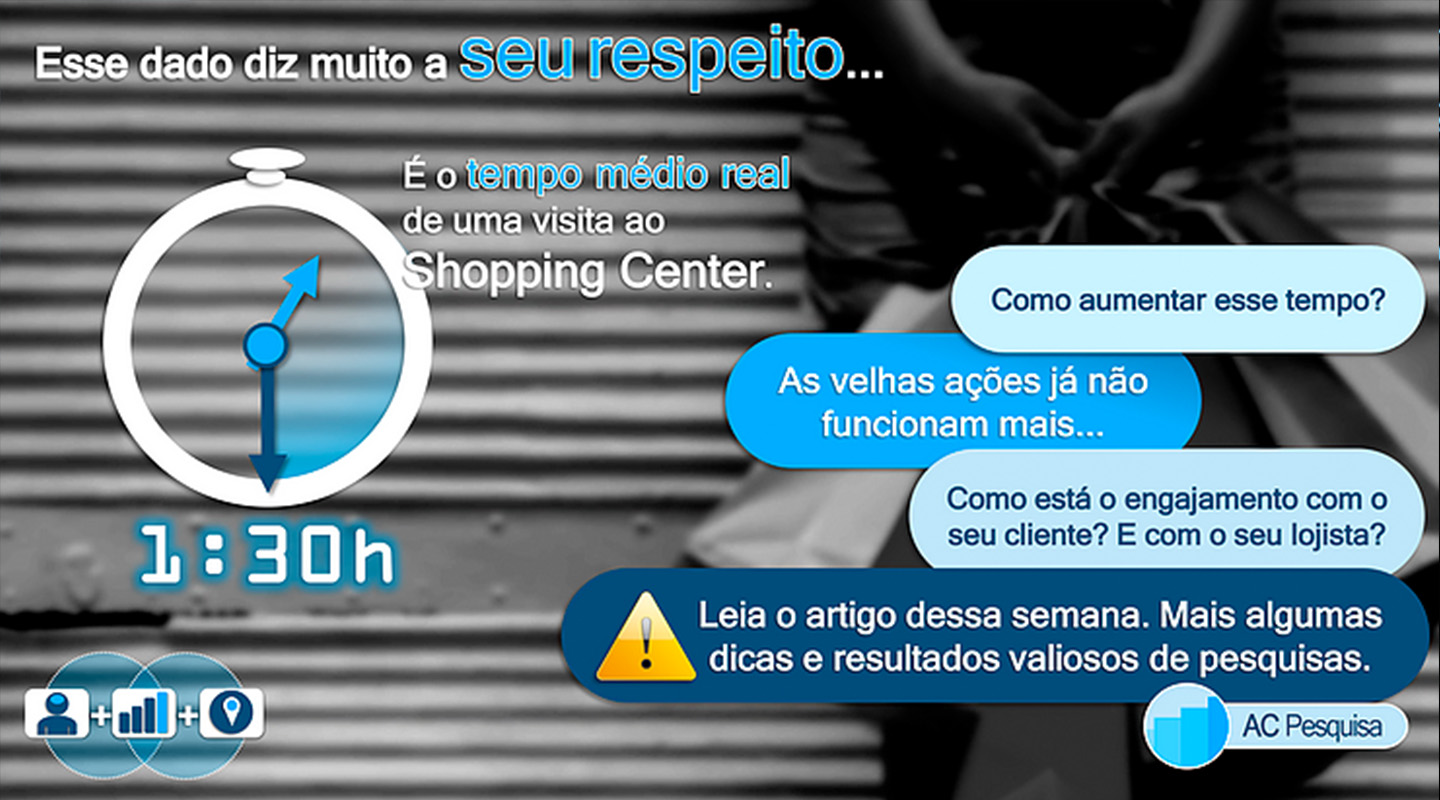 Esse dado diz muito a seu respeito...
É o tempo médio real
de uma visita ao
Shopping Center.
1:30h
Como aumentar esse tempo?
As velhas ações já não
funcionam mais...
Como está o engajamento com o
seu cliente? E com o seu lojista?
Leia o artigo dessa semana. Mais algumas
dicas e resultados valiosos de pesquisas.
AC Pesquisa